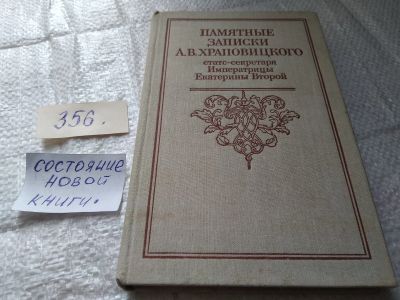 ПАМЯТНЫЕ
ЗАПИСКИ
А.В.ХРАПОВИЦКОГО
статс-секретаря
Императрицы
Екатерины Второй
356.
СОСТОЯНИЕ
НОВОЙ
КНИГИ.